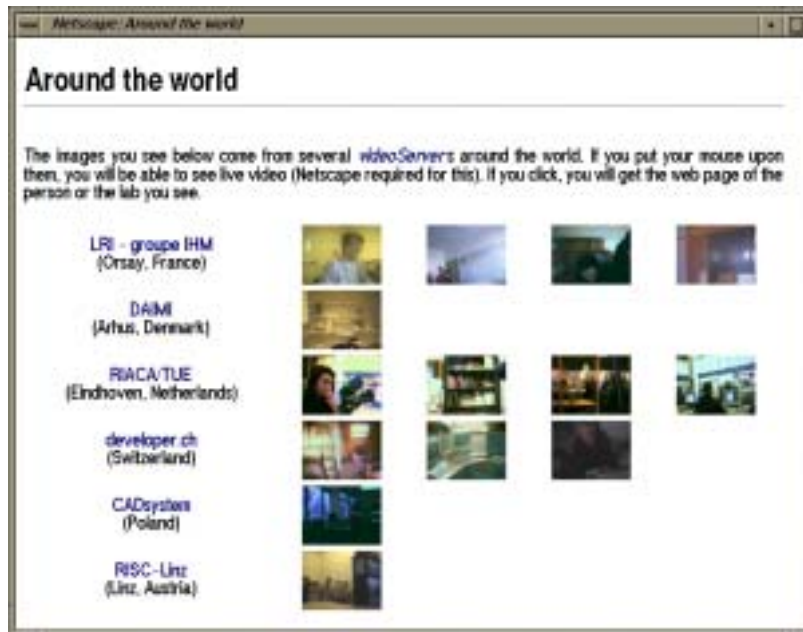 Netscape: Around the world
Around the world
The images you see below come from several videoServers around the world. If you put your mouse upon
them, you will be able to see live video (Netscape required for this). If you click, you will get the web page of the
person or the lab you see.
LRI - groupe IHM
(Orsay, France)
DAIMI
(Arhus, Denmark)
RIACA/TUE
(Eindhoven, Netherlands)
developer.ch
(Switzerland)
CADsystem
(Poland)
RISC-Linz
(Linz, Austria)